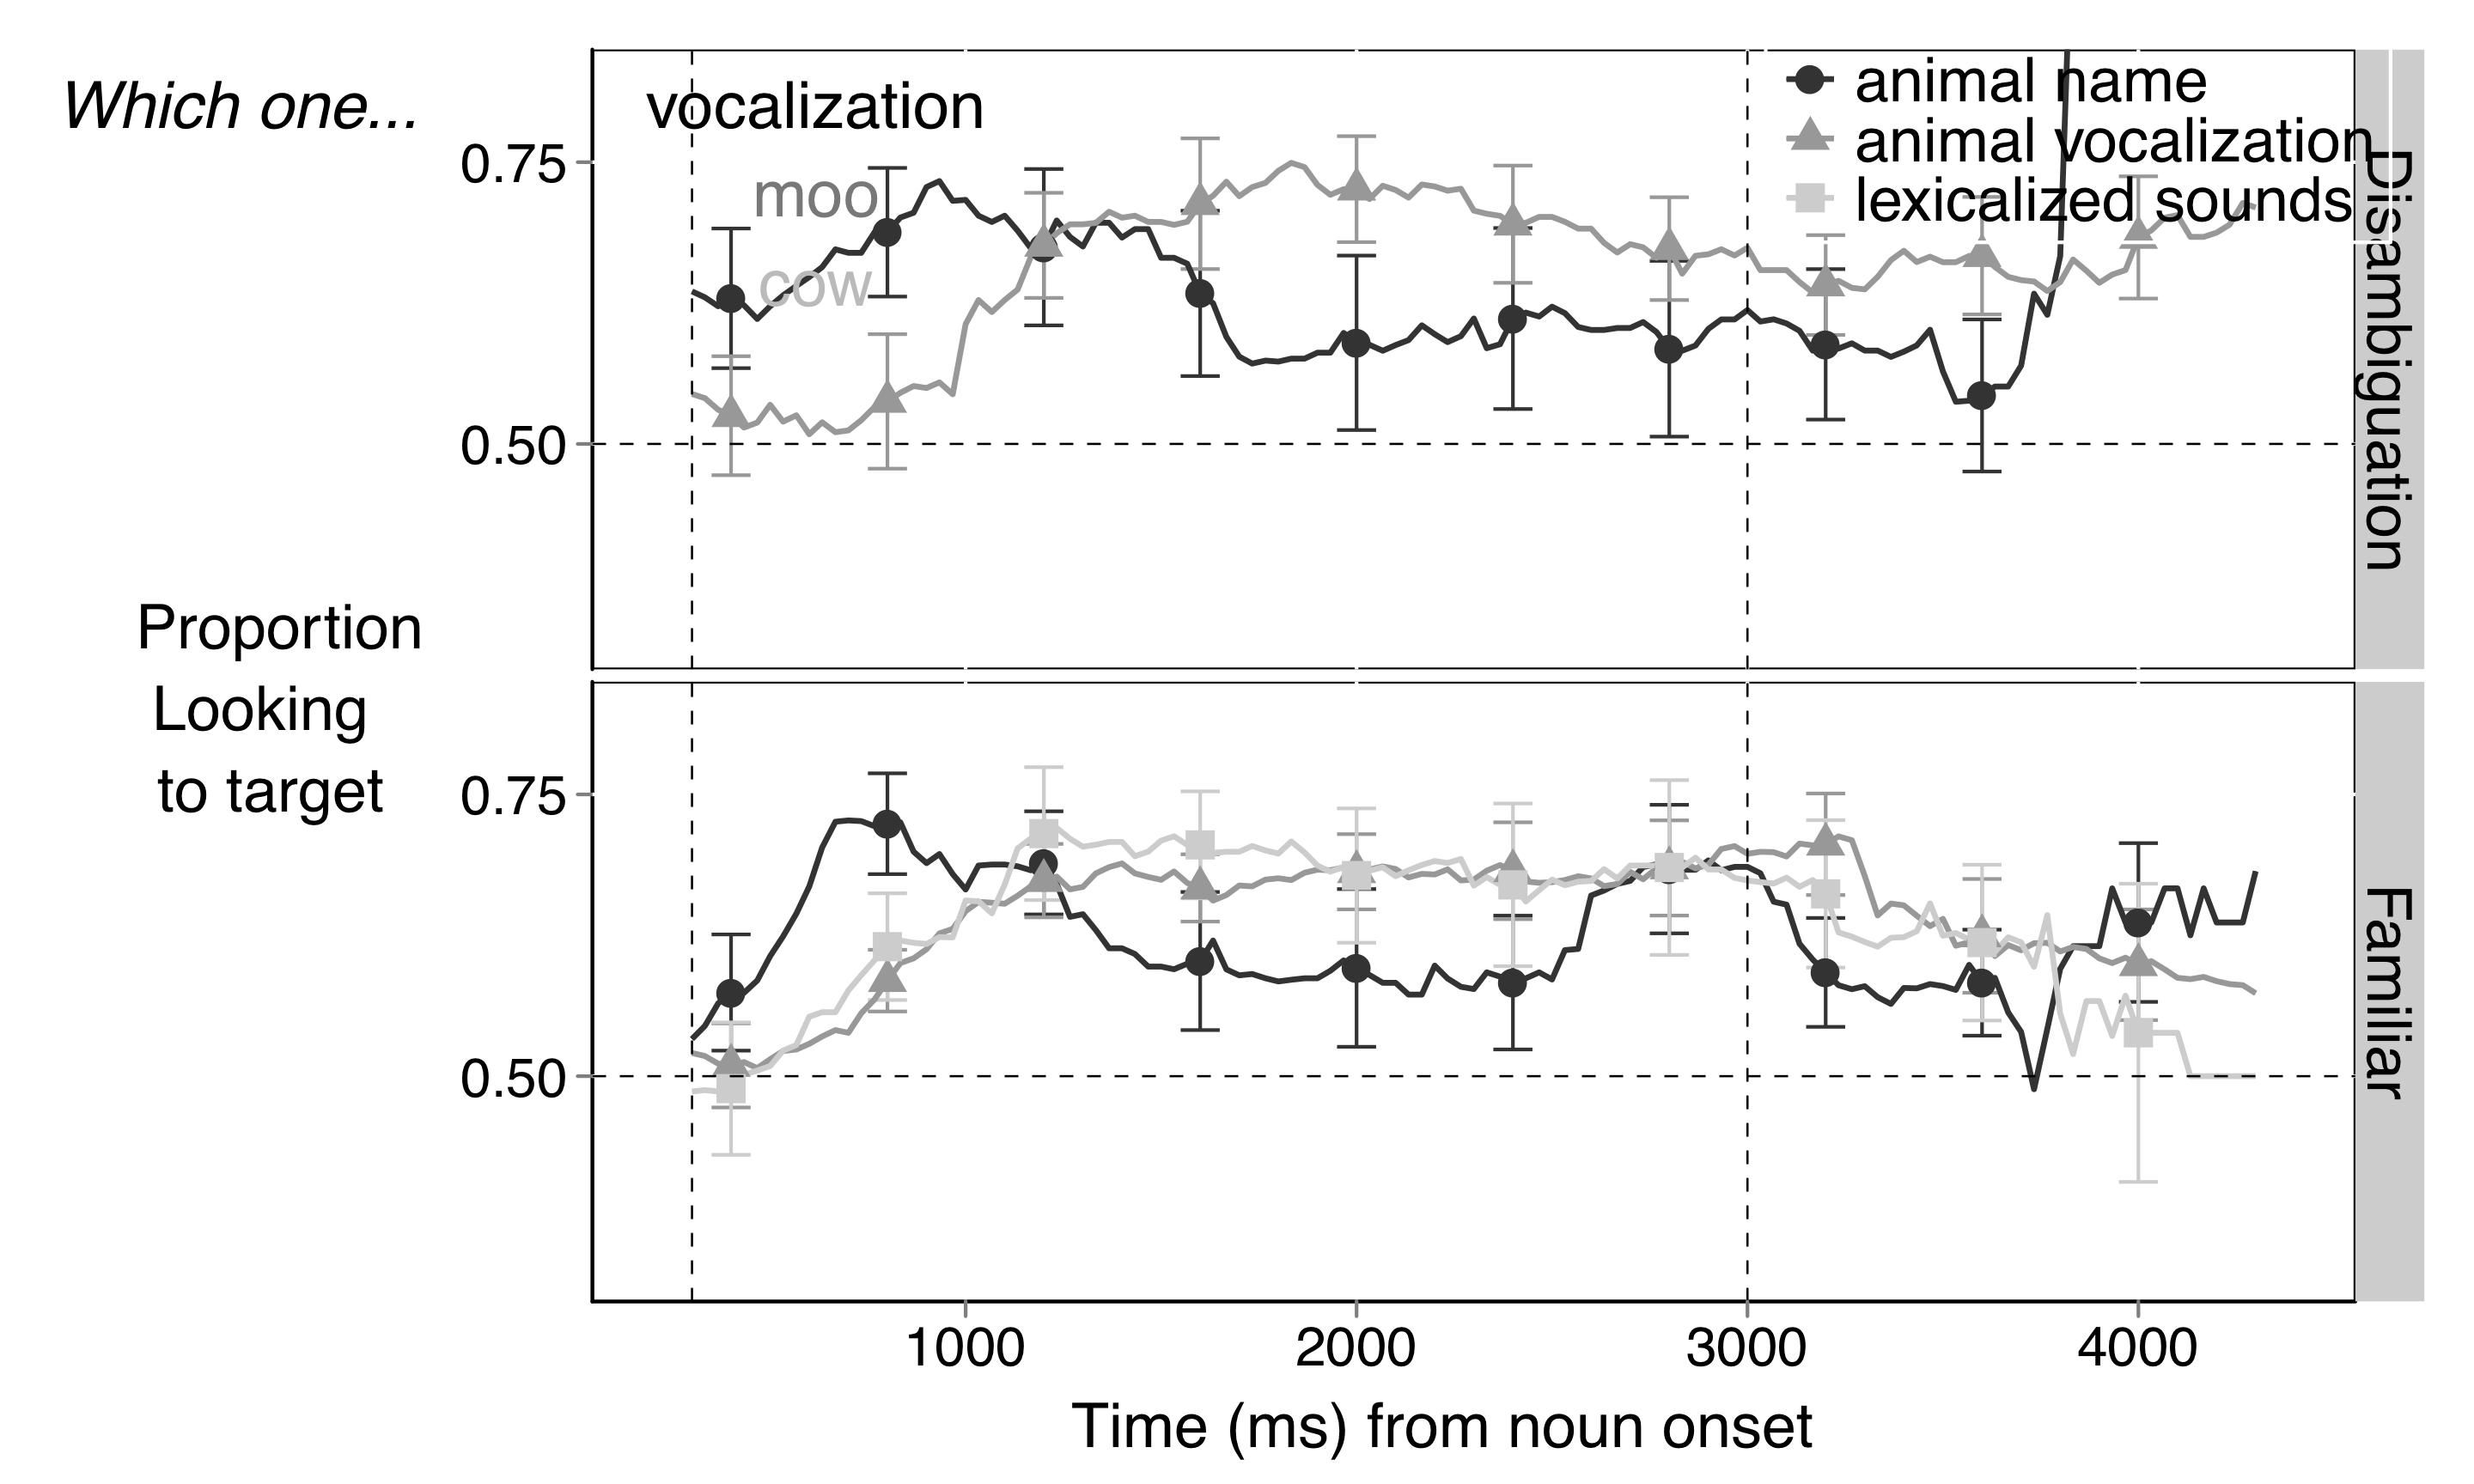 Which one...
vocalization
moo
cow
animal name
animal vocalization
lexicalized sounds
0.75
0.50
Disambiguation
Proportion
Looking
to target
0.75
0.50
Familiar
1000 2000 3000 4000
Time (ms) from noun onset